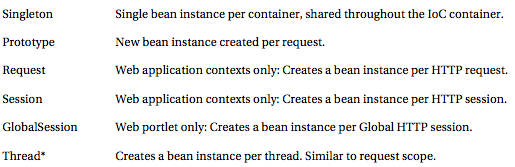 Singleton Single bean instance per container, shared throughout the IoC container.
Prototype New bean instance created per request.
Request Web application contexts only: Creates a bean instance per HTTP request.
Session Web application contexts only: Creates a bean instance per HTTP session.
GlobalSession Web portlet only: Creates a bean instance per Global HTTP session.
Thread* Creates a bean instance per thread. Similar to request scope.